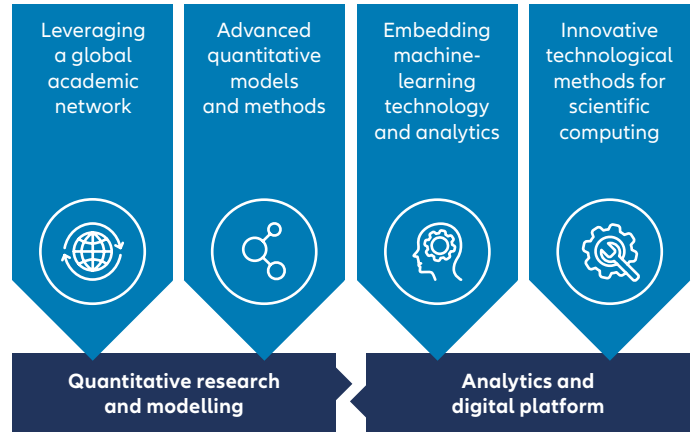 Leveraging
a global
academic
network
Advanced
quantitative
models
and methods
Embedding
machine-
learning
technology
and analytics
Innovative
technological
methods for
scientific
computing
Quantitative research
and modelling
Analytics and
digital platform